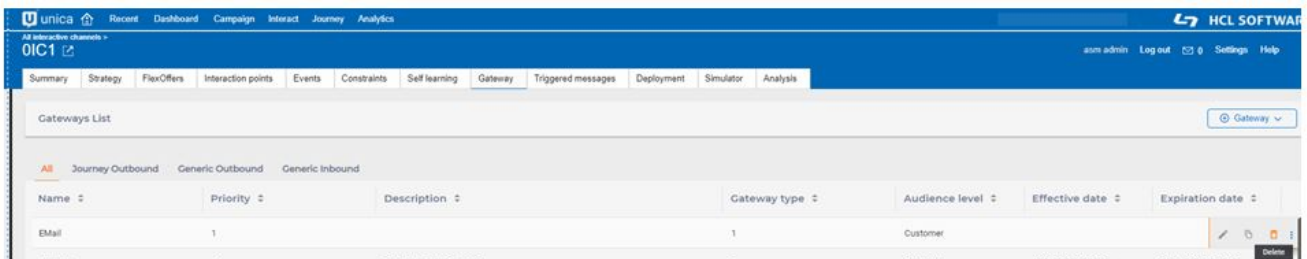 unica Recent Dashboard Campaign Interact Journey Analytics HCL SOFTWAR
All interactive channels >
0IC1 asm admin Log out 0 Settings Help
Summary Strategy FlexOffers Interaction points Events Constraints Self learning Gateway Triggered messages Deployment Simulator Analysis
Gateways List Gateway
All Journey Outbound Generic Outbound Generic Inbound
Name Priority Description Gateway type Audience level Effective date Expiration date
EMail 1 1 Customer
Delete